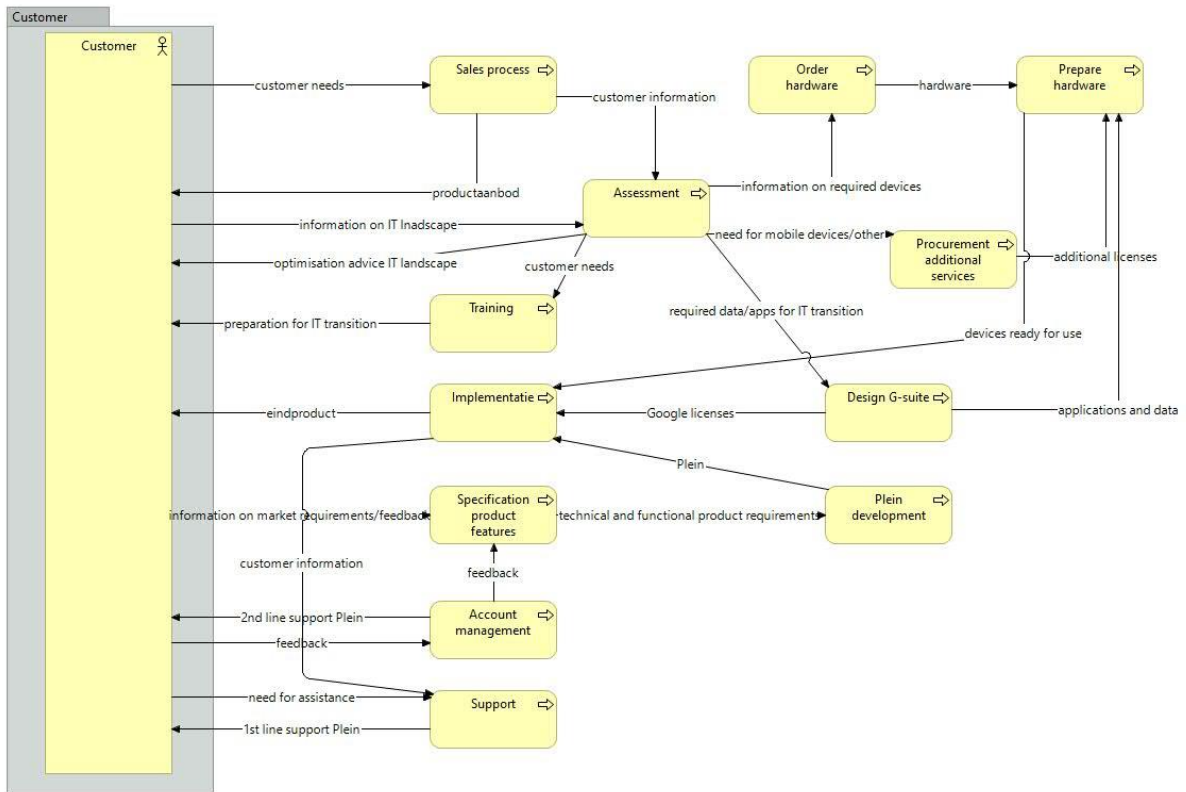 Customer
Customer
Sales process
Order
hardware
Prepare
hardware
customer needs
hardware
customer information
productaanbod
Assessment
information on required devices
information on IT lnadscape
need for mobile devices/other
Procurement
additional
services
additional licenses
optimisation advice IT landscape
customer needs
Training
required data/apps for IT transition
preparation for IT transition
devices ready for use
Implementatie
Design G-suite
eindproduct
Google licenses
applications and data
Plein
Specification
product
features
Plein
development
information on market requirements/feedback
technical and functional product requirements
customer information
feedback
2nd line support Plein
Account
management
feedback
need for assistance
Support
1st line support Plein